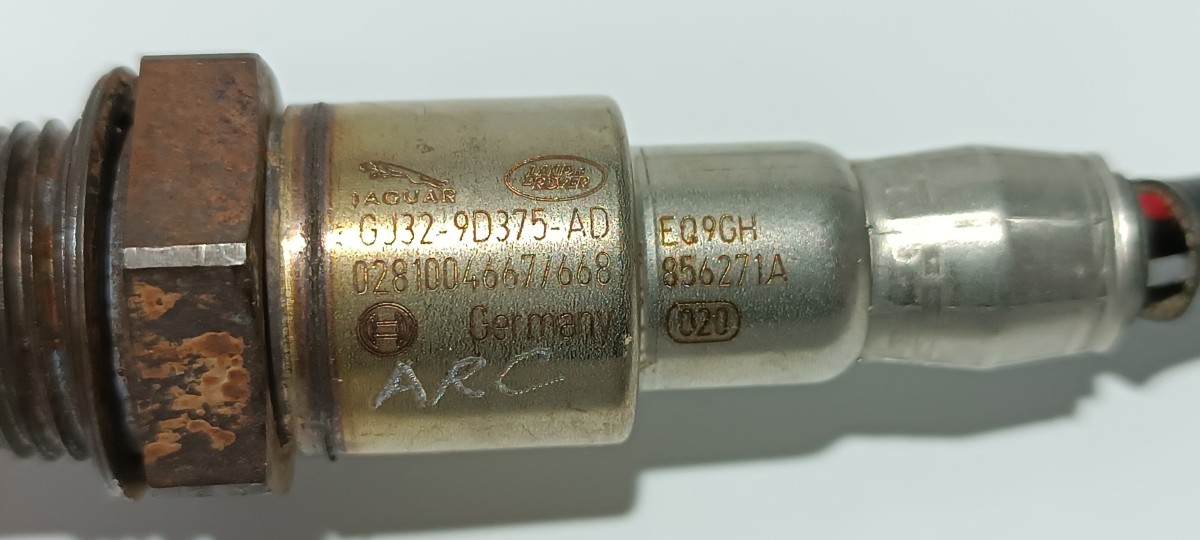 JAGUAR
LAND ROVER
GJ32-9D375-AD
0281004667/668
Germany
ARC
EQ9GH
856271A
020